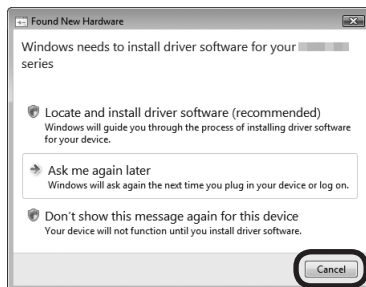 Found New Hardware
Windows needs to install driver software for your
series
Locate and install driver software (recommended)
Windows will guide you through the process of installing driver software
for your device.
Ask me again later
Windows will ask again the next time you plug in your device or log on.
Don't show this message again for this device
Your device will not function until you install driver software.
Cancel